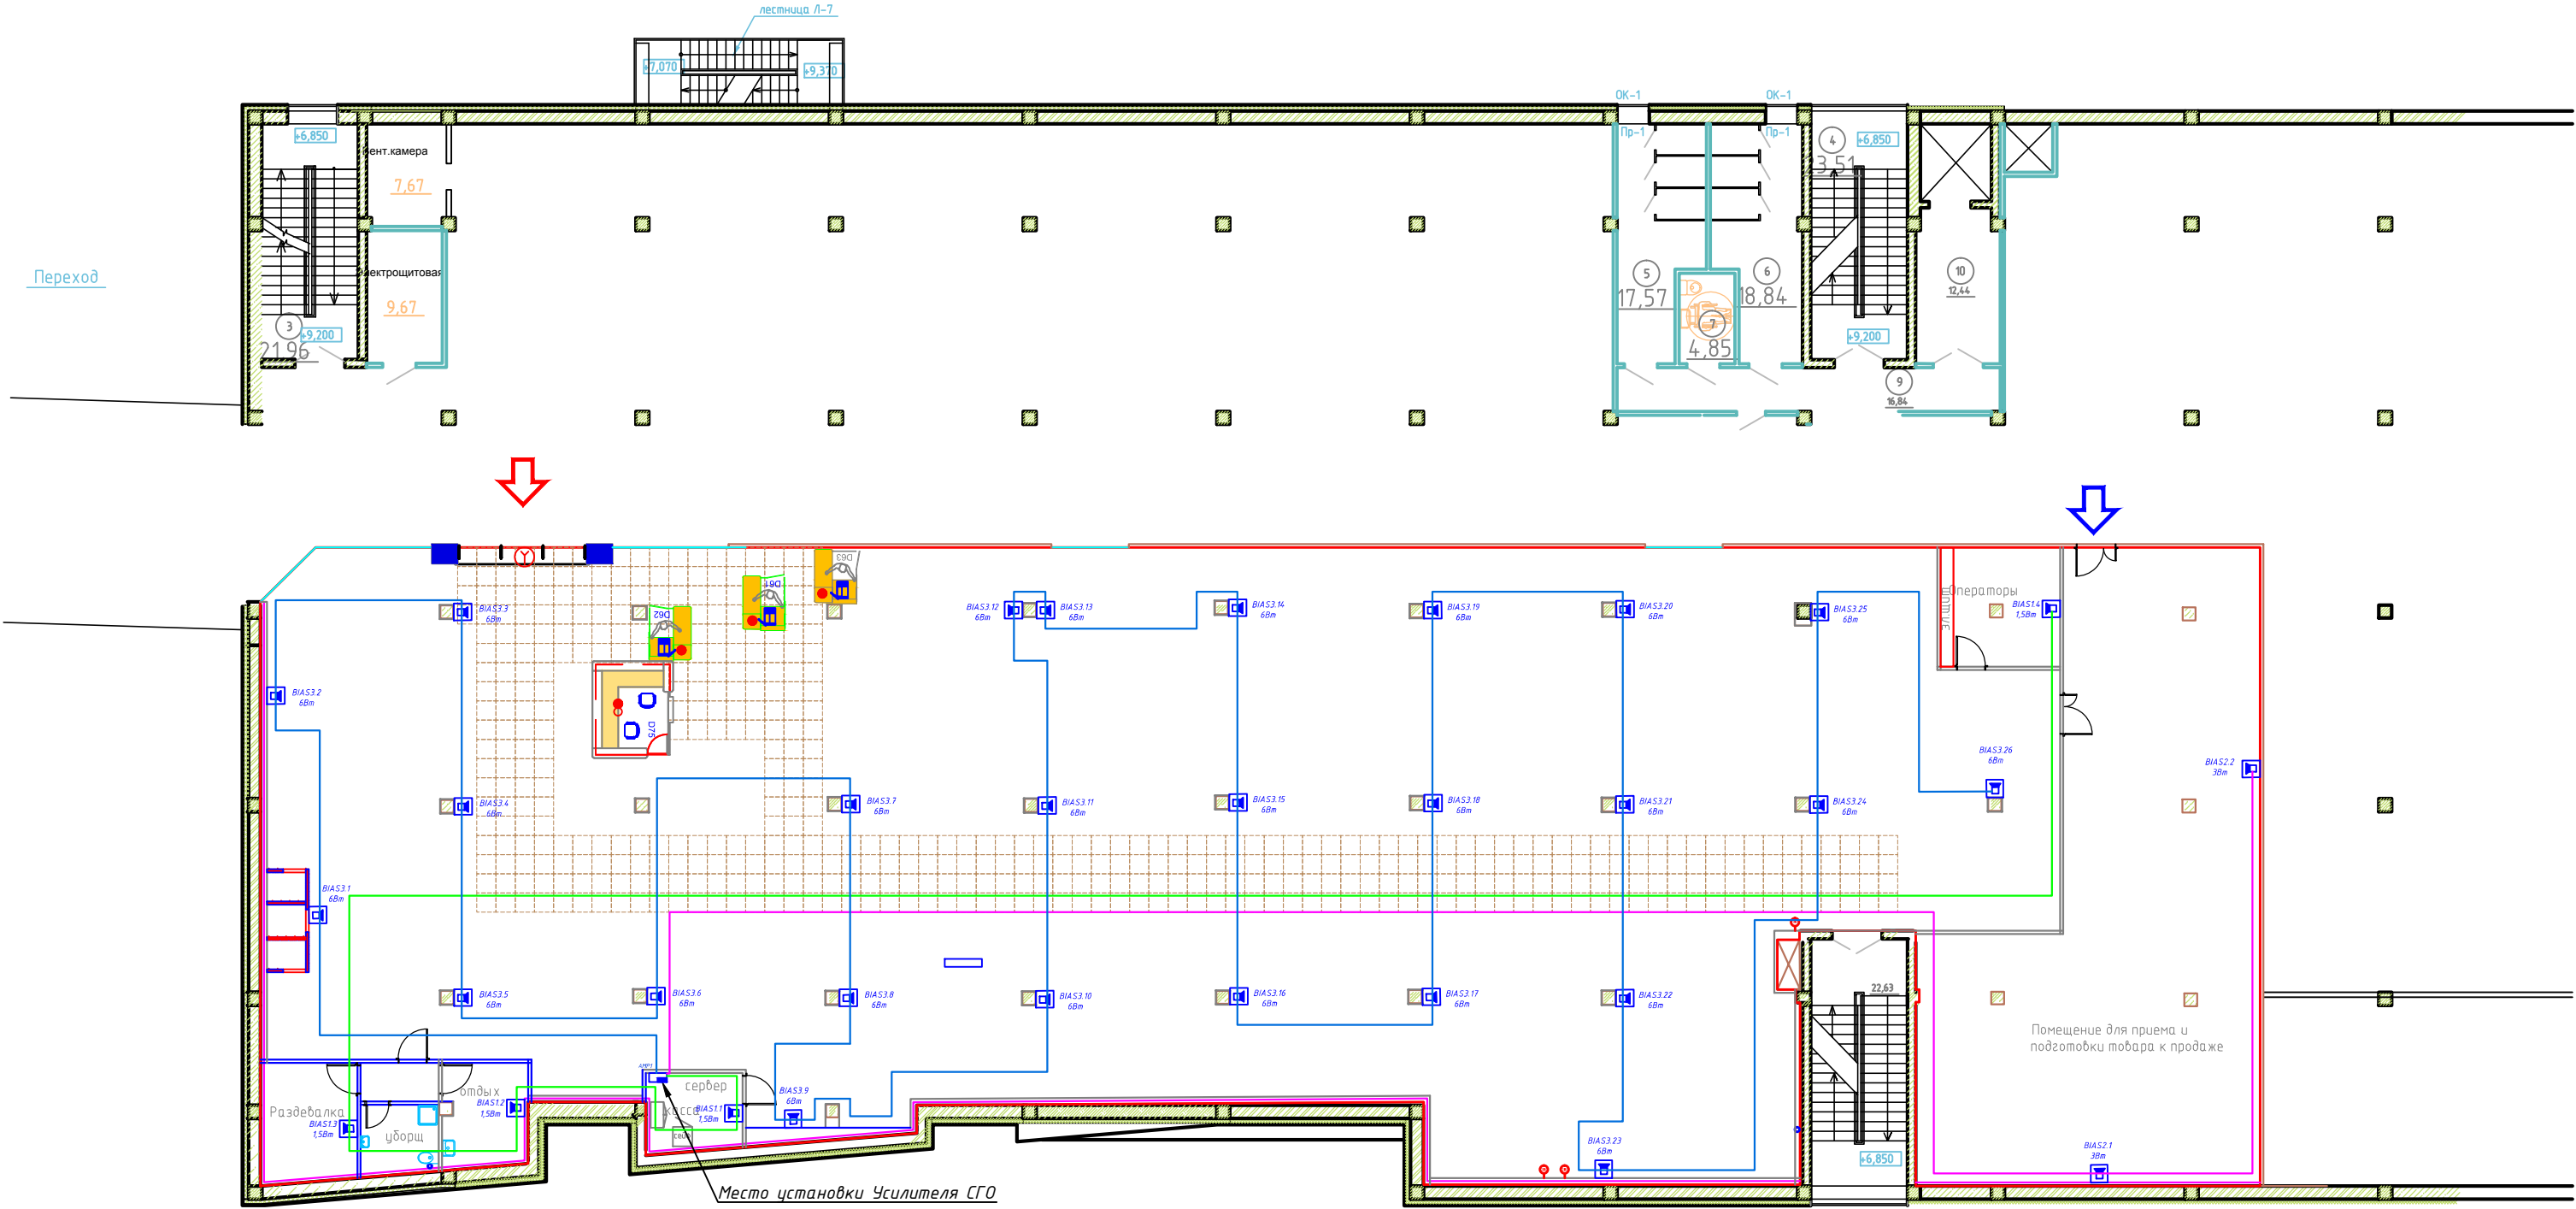 лестница Л-7
+7,070
+9,370
ОК-1
ОК-1
Пр-1
Пр-1
+6,850
4
+6,850
3,51
Вент.камера
7,67
Переход
Электрощитовая
9,67
3
+9,200
21,96
5
17,57
6
18,84
7
4,85
10
12,44
+9,200
9
16,84
D63
D61
D62
D75
Операторы
BIAS1.4
1,5Вт
BIAS3.3
6Вт
BIAS3.12
6Вт
BIAS3.13
6Вт
BIAS3.14
6Вт
BIAS3.19
6Вт
BIAS3.20
6Вт
BIAS3.25
6Вт
BIAS3.2
6Вт
BIAS3.26
6Вт
BIAS2.2
3Вт
BIAS3.4
6Вт
BIAS3.7
6Вт
BIAS3.11
6Вт
BIAS3.15
6Вт
BIAS3.18
6Вт
BIAS3.21
6Вт
BIAS3.24
6Вт
BIAS3.1
6Вт
BIAS3.5
6Вт
BIAS3.6
6Вт
BIAS3.8
6Вт
BIAS3.10
6Вт
BIAS3.16
6Вт
BIAS3.17
6Вт
BIAS3.22
6Вт
22,63
Помещение для приема и
подготовки товара к продаже
AMP1
сервер
отдых
BIAS3.9
6Вт
Раздевалка
BIAS1.2
1,5Вт
BIAS1.1
1,5Вт
касса
BIAS1.3
1,5Вт
уборщ
сейф
BIAS3.23
6Вт
BIAS2.1
3Вт
+6,850
Место установки Усилителя СГО